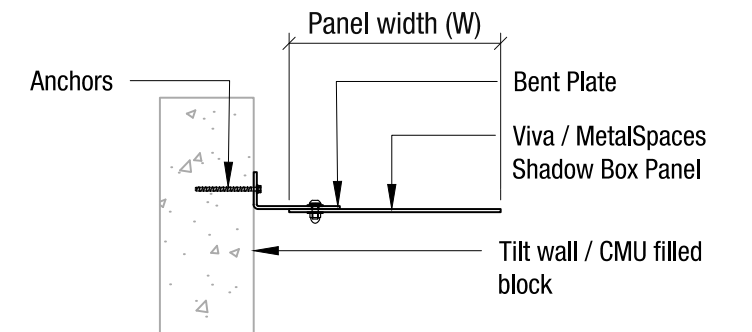 Panel width (W)
Anchors
Bent Plate
Viva / MetalSpaces
Shadow Box Panel
Tilt wall / CMU filled
block